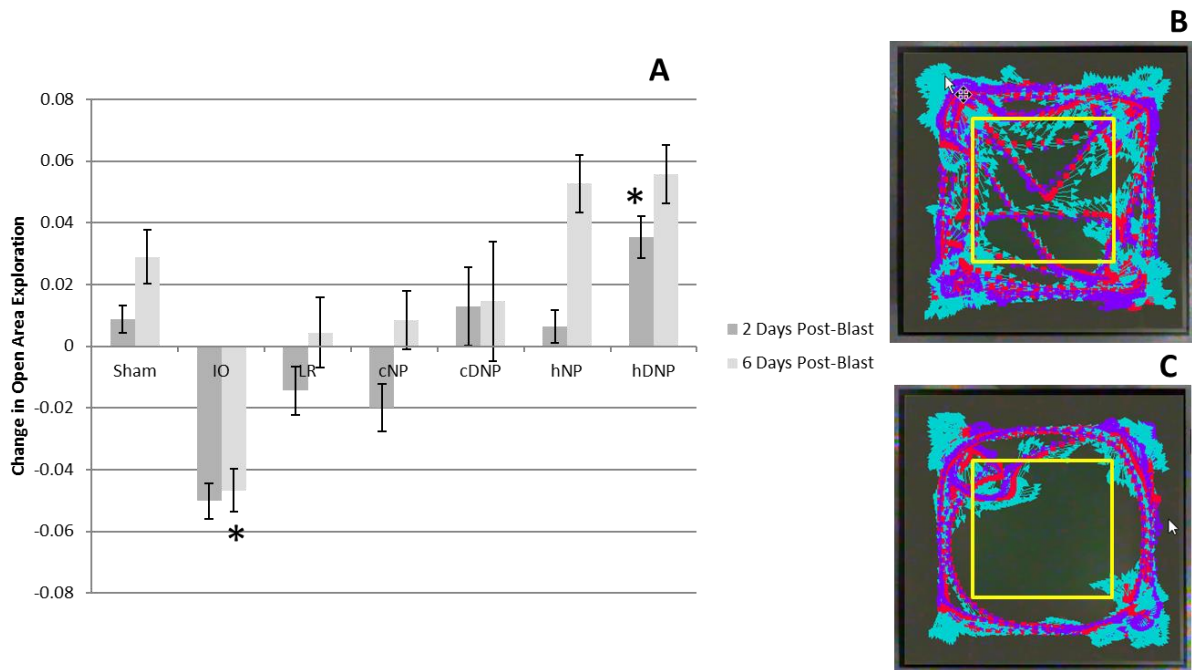 A
B
0.08
0.06
0.04
0.02
0
-0.02
-0.04
-0.06
-0.08
Change in Open Area Exploration
Sham IO LR cNP cDNP hNP hDNP
*
*
2 Days Post-Blast
6 Days Post-Blast
C